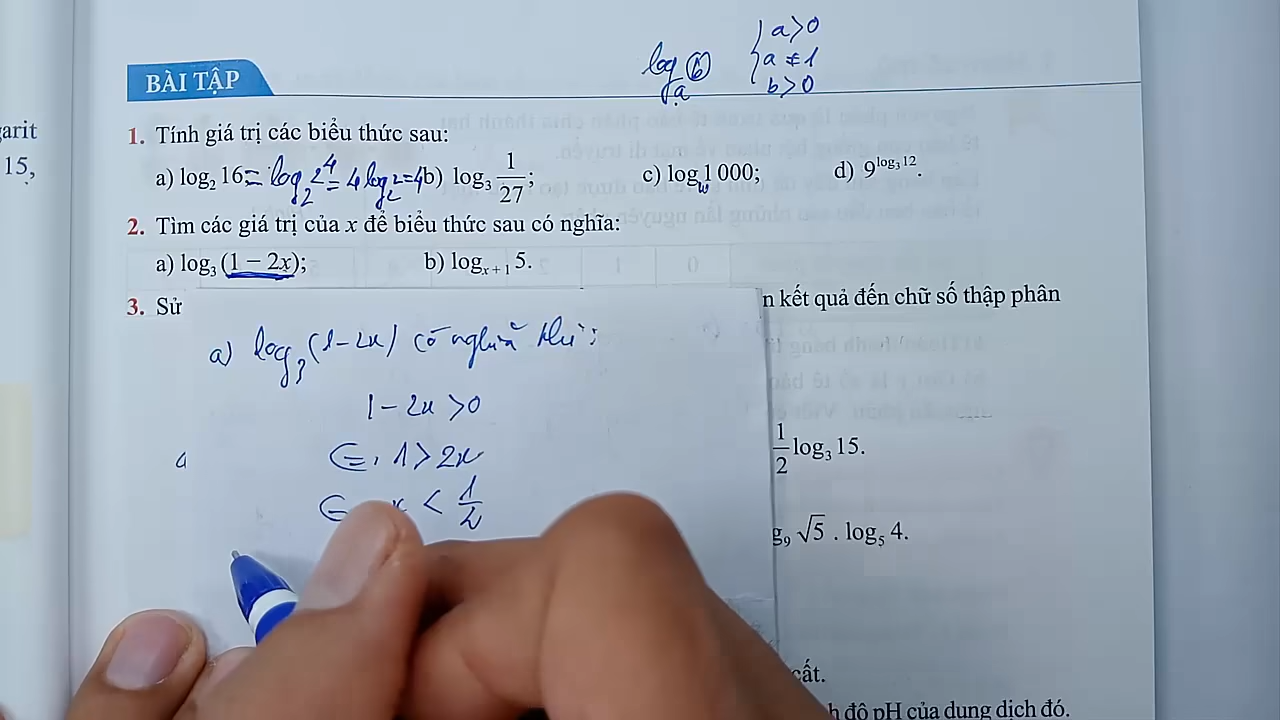 a > 0
log_a b a ≠ 1
b > 0
BÀI TẬP
garit
15,
1. Tính giá trị các biểu thức sau:
a) log₂ 16 = log₂ 2⁴ = 4 log₂ 2 = 4 b) log₃ 1/27; c) log 1 000; d) 9^(log₃ 12).
2. Tìm các giá trị của x để biểu thức sau có nghĩa:
a) log₃ (1 − 2x); b) log_(x + 1) 5.
3. Sử n kết quả đến chữ số thập phân
a) log₃ (1 − 2x) có nghĩa khi:
1 − 2x > 0
1 > 2x
x < 1/2
1/2 log₃ 15.
g₉ √5 . log₅ 4.
cất.
h độ pH của dung dịch đó.